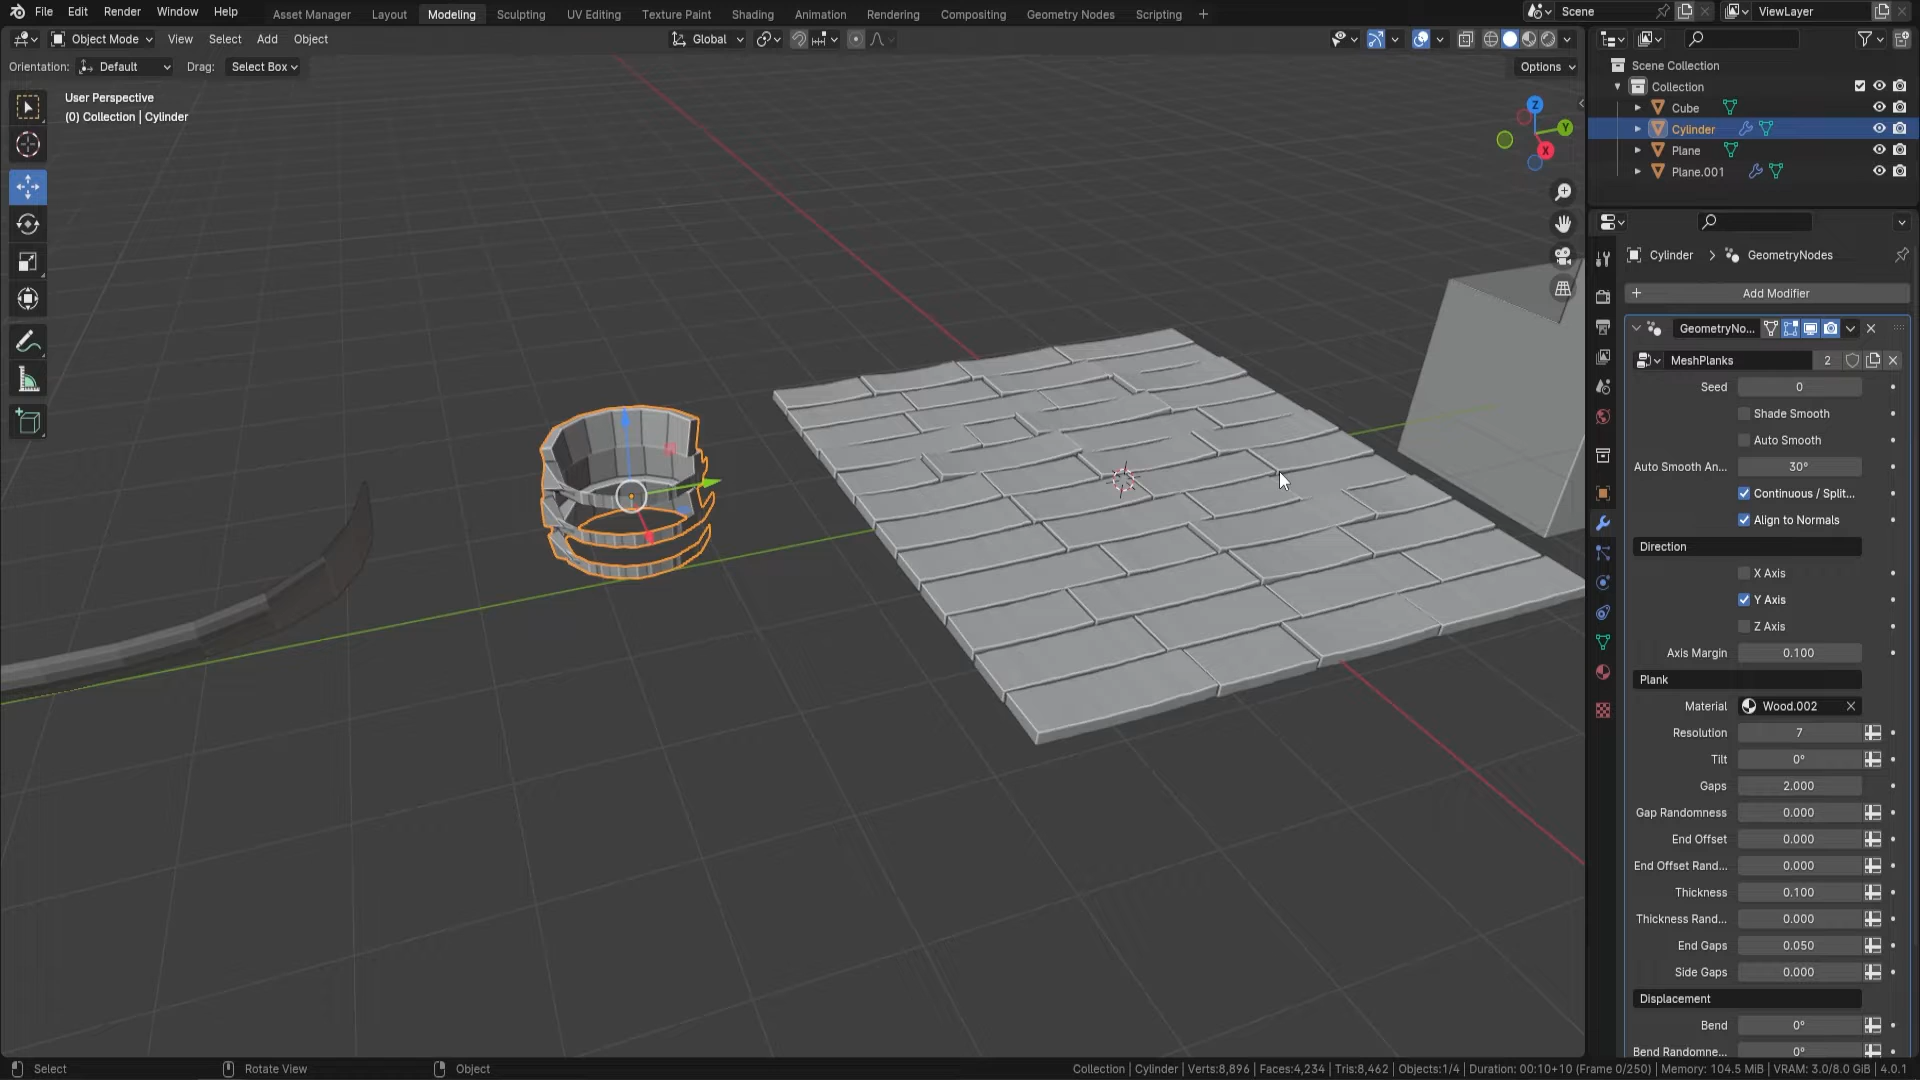 File Edit Render Window Help Asset Manager Layout Modeling Sculpting UV Editing Texture Paint Shading Animation Rendering Compositing Geometry Nodes Scripting + Scene ViewLayer
Object Mode View Select Add Object Global
Orientation: Default Drag: Select Box Options
User Perspective
(0) Collection | Cylinder
Z
Y
X
Scene Collection
Collection
Cube
Cylinder
Plane
Plane.001
Cylinder > GeometryNodes
+ Add Modifier
GeometryNo...
MeshPlanks 2
Seed 0
Shade Smooth
Auto Smooth
Auto Smooth An... 30°
Continuous / Split...
Align to Normals
Direction
X Axis
Y Axis
Z Axis
Axis Margin 0.100
Plank
Material Wood.002
Resolution 7
Tilt 0°
Gaps 2.000
Gap Randomness 0.000
End Offset 0.000
End Offset Rand... 0.000
Thickness 0.100
Thickness Rand... 0.000
End Gaps 0.050
Side Gaps 0.000
Displacement
Bend 0°
Bend Randomne... 0°
Select Rotate View Object Collection | Cylinder | Verts:8,896 | Faces:4,234 | Tris:8,462 | Objects:1/4 | Duration: 00:10+10 (Frame 0/250) | Memory: 104.5 MiB | VRAM: 3.0/8.0 GiB | 4.0.1